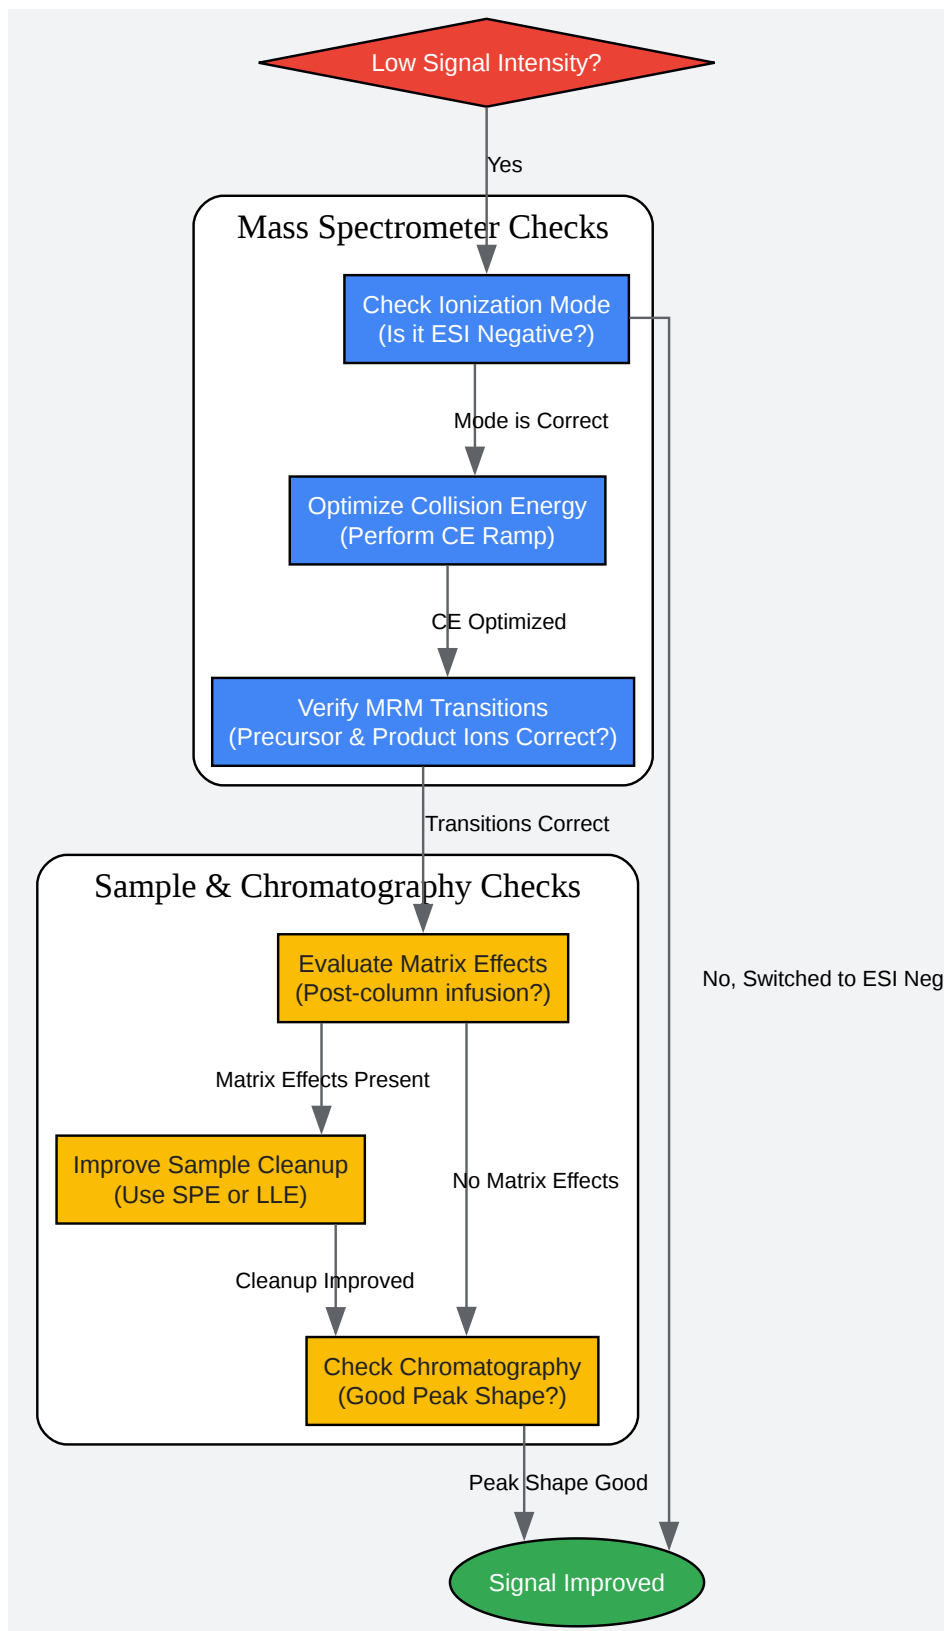 Low Signal Intensity?
Yes
Mass Spectrometer Checks
Check Ionization Mode
(Is it ESI Negative?)
Mode is Correct
Optimize Collision Energy
(Perform CE Ramp)
CE Optimized
Verify MRM Transitions
(Precursor & Product Ions Correct?)
Transitions Correct
Sample & Chromatography Checks
Evaluate Matrix Effects
(Post-column infusion?)
No, Switched to ESI Neg
Matrix Effects Present
Improve Sample Cleanup
(Use SPE or LLE)
No Matrix Effects
Cleanup Improved
Check Chromatography
(Good Peak Shape?)
Peak Shape Good
Signal Improved